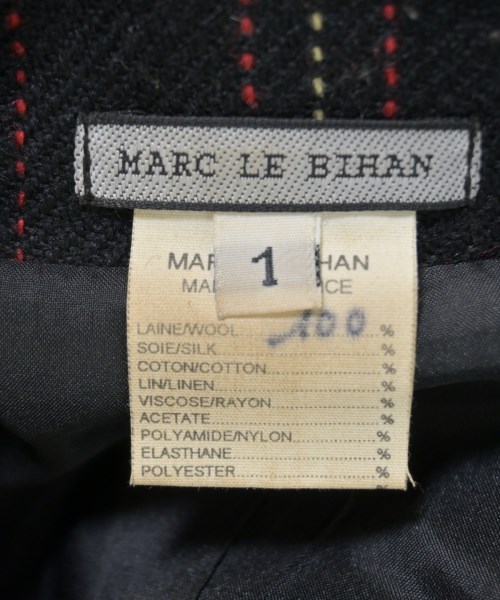 MARC LE BIHAN
1
MAR HAN
MA CE
LAINE/WOOL 100 %
SOIE/SILK %
COTON/COTTON %
LIN/LINEN %
VISCOSE/RAYON %
ACETATE %
POLYAMIDE/NYLON %
ELASTHANE %
POLYESTER %
%